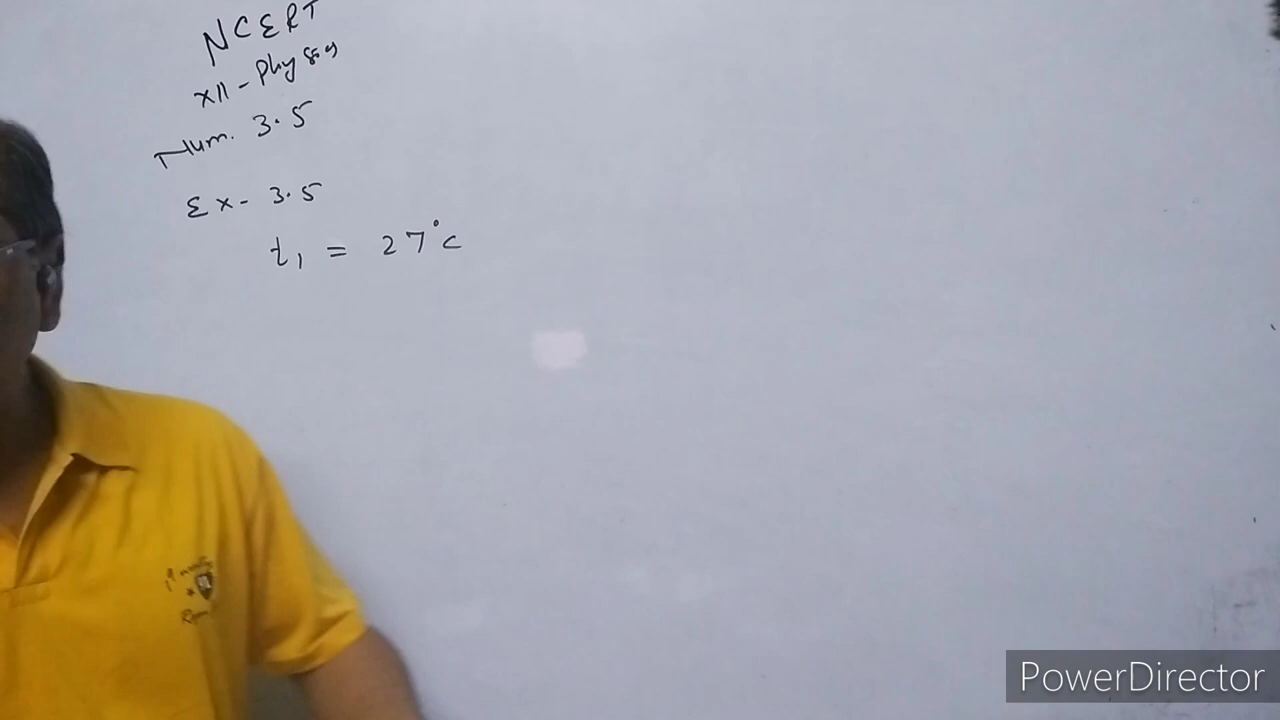 NCERT
XII - Physics
Num. 3.5
Ex - 3.5
t₁ = 27°C
PowerDirector